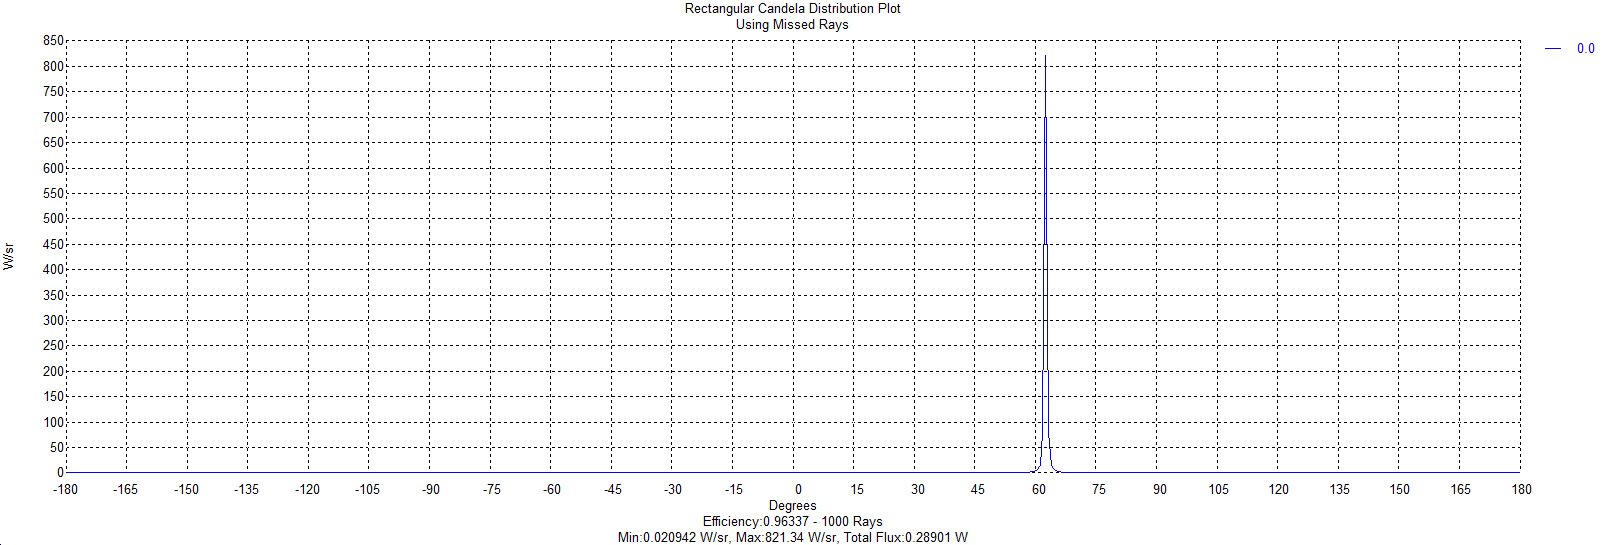 Rectangular Candela Distribution Plot
Using Missed Rays
0.0
850
800
750
700
650
600
550
500
450
400
350
300
250
200
150
100
50
0
W/sr
-180 -165 -150 -135 -120 -105 -90 -75 -60 -45 -30 -15 0 15 30 45 60 75 90 105 120 135 150 165 180
Degrees
Efficiency:0.96337 - 1000 Rays
Min:0.020942 W/sr, Max:821.34 W/sr, Total Flux:0.28901 W